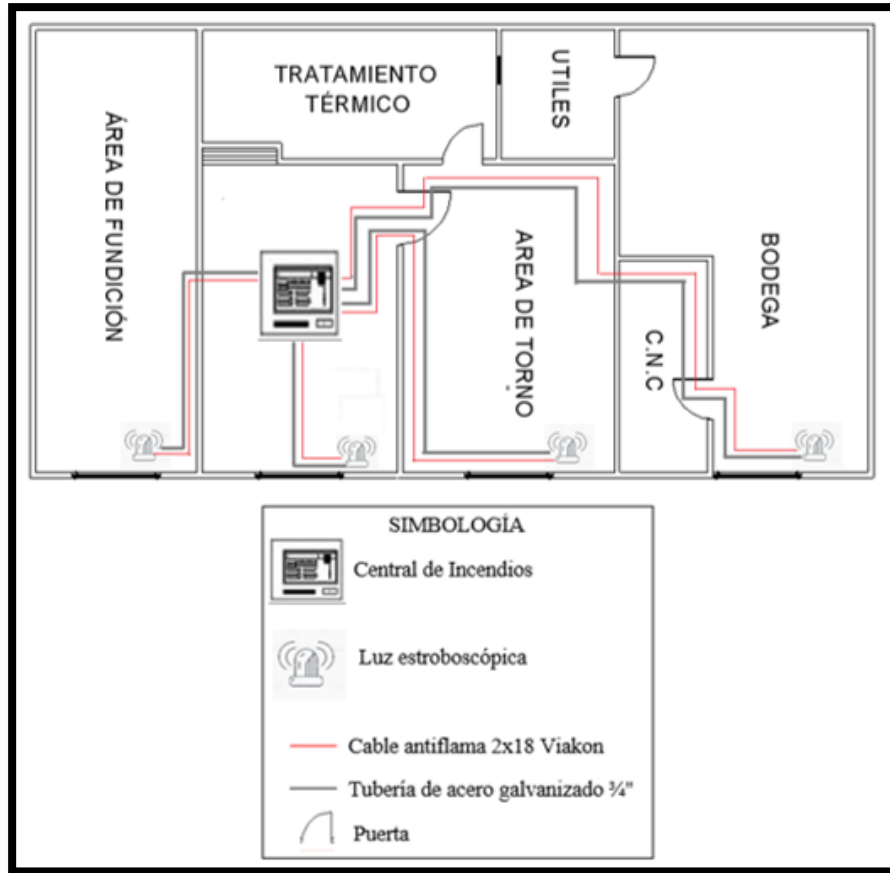 TRATAMIENTO
TÉRMICO
UTILES
ÁREA DE FUNDICIÓN
AREA DE TORNO
C.N.C
BODEGA
SIMBOLOGÍA
Central de Incendios
Luz estroboscópica
Cable antiflama 2x18 Viakon
Tubería de acero galvanizado ¾"
Puerta